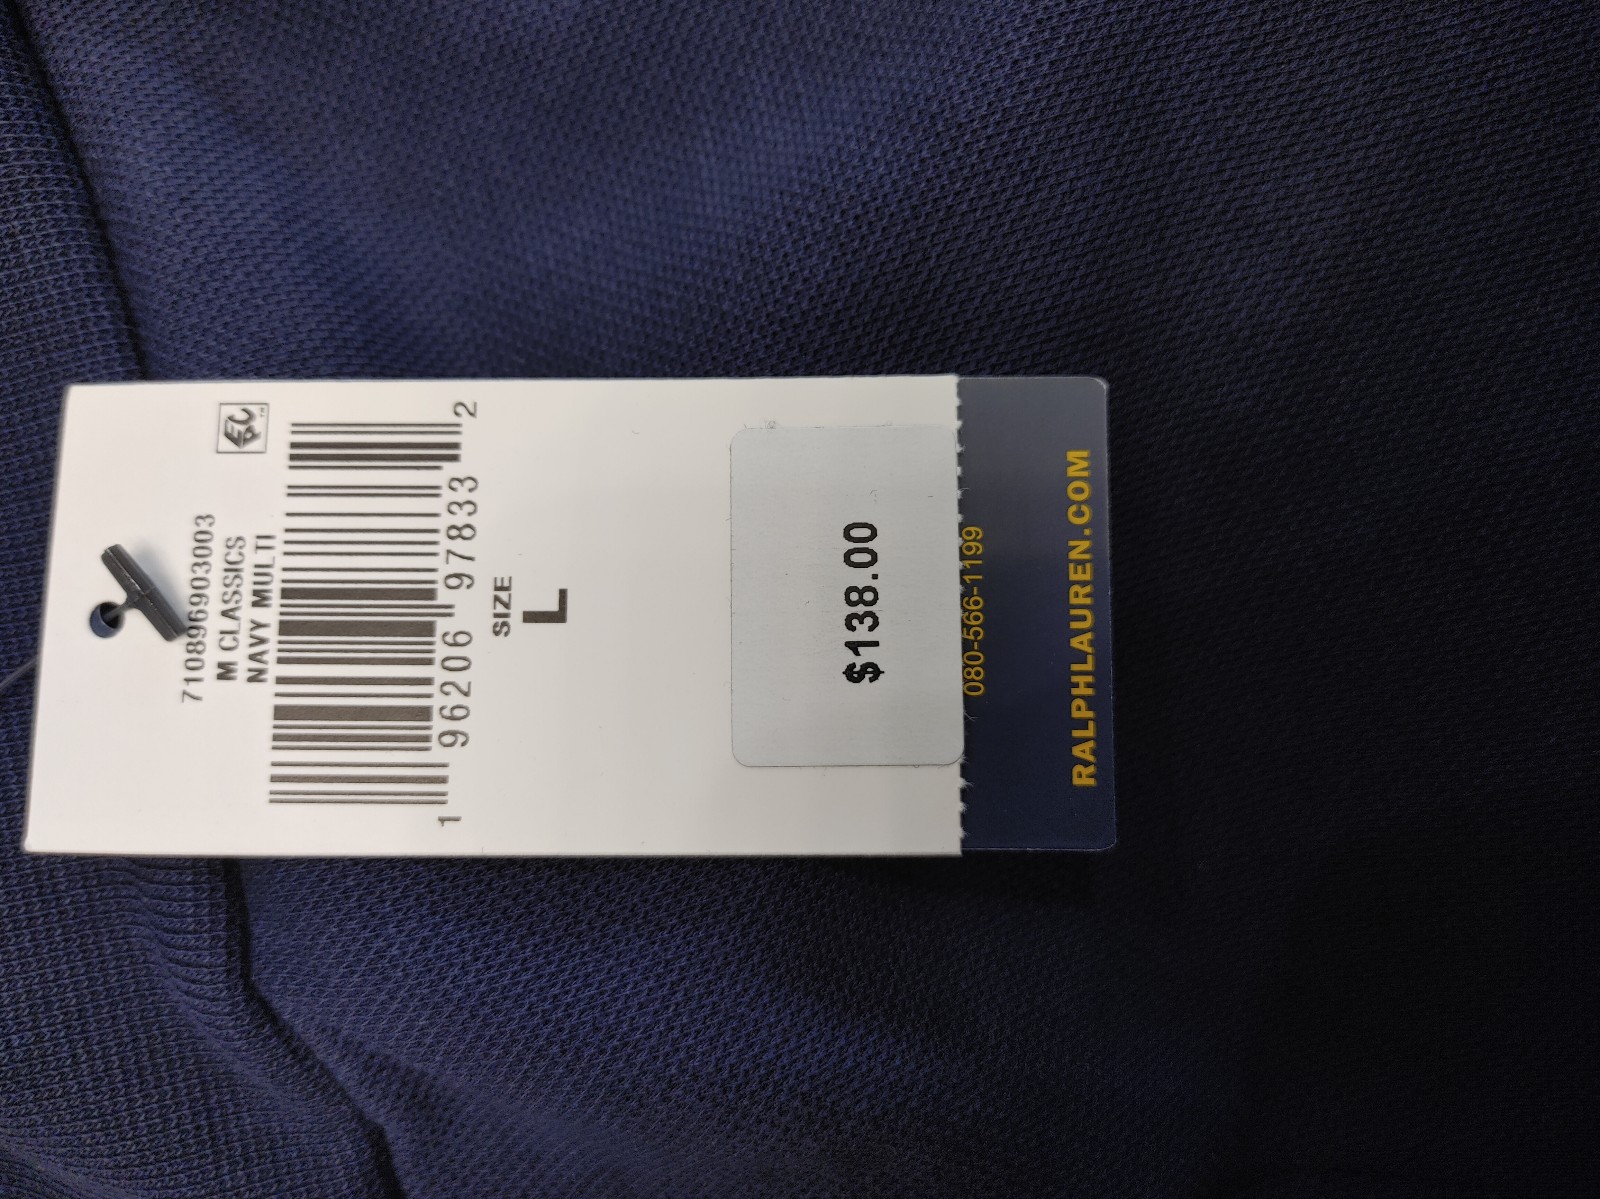 710896903003
M CLASSICS
NAVY MULTI
1 96206 97833 2
SIZE
L
$138.00
080-566-1199
RALPHLAUREN.COM